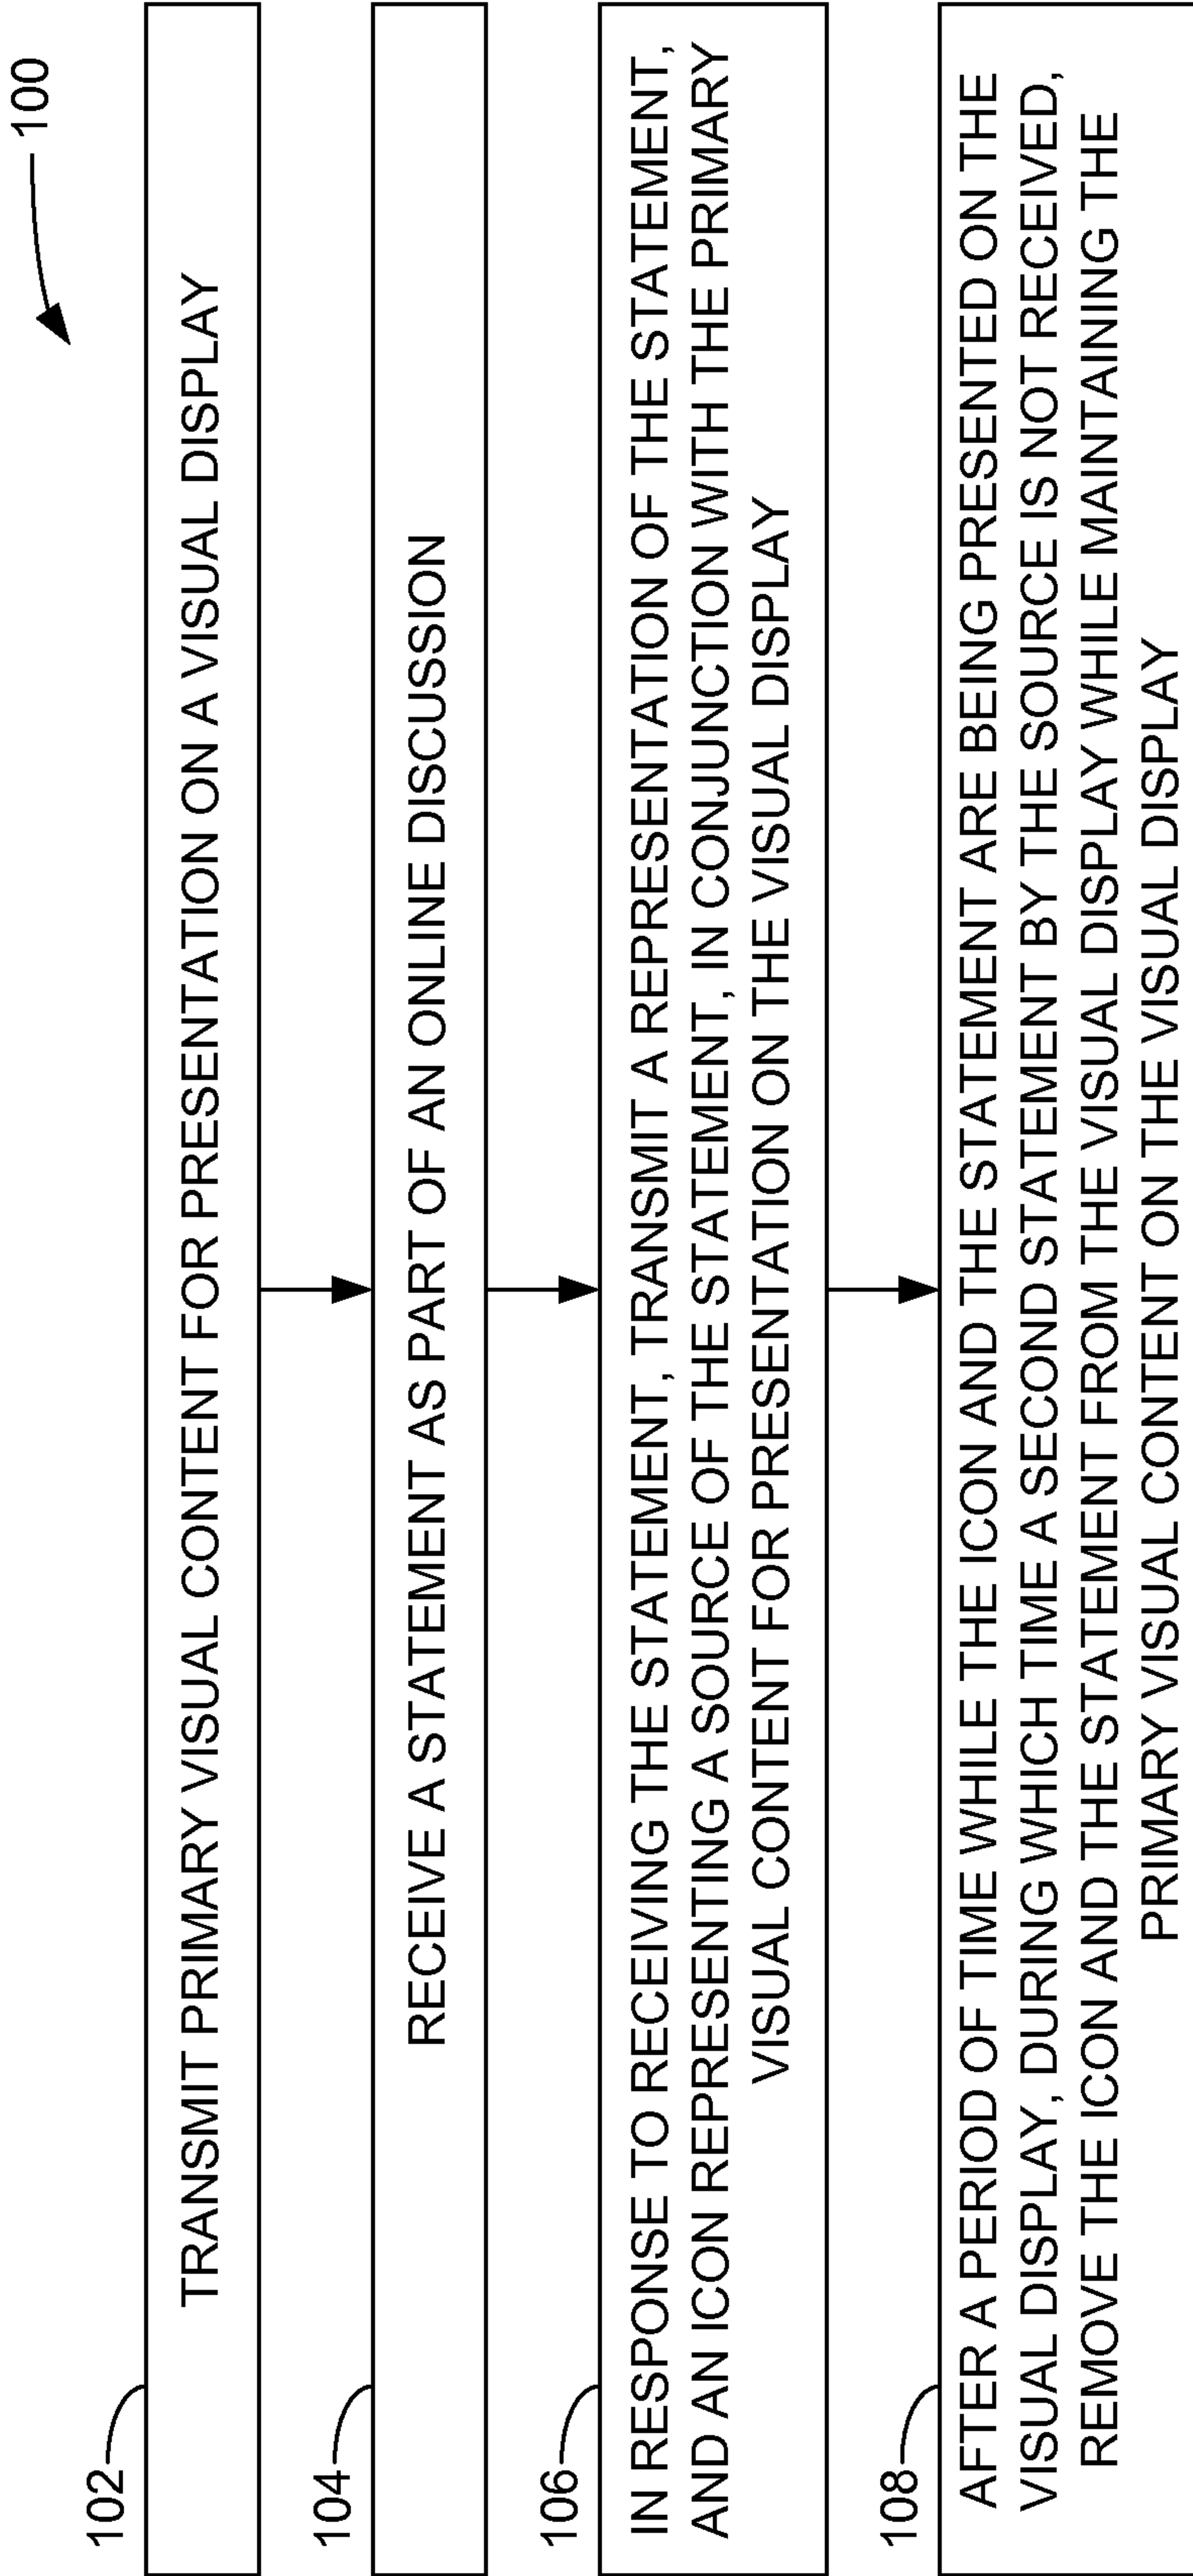 100
102
TRANSMIT PRIMARY VISUAL CONTENT FOR PRESENTATION ON A VISUAL DISPLAY
104
RECEIVE A STATEMENT AS PART OF AN ONLINE DISCUSSION
106
IN RESPONSE TO RECEIVING THE STATEMENT, TRANSMIT A REPRESENTATION OF THE STATEMENT,
AND AN ICON REPRESENTING A SOURCE OF THE STATEMENT, IN CONJUNCTION WITH THE PRIMARY
VISUAL CONTENT FOR PRESENTATION ON THE VISUAL DISPLAY
108
AFTER A PERIOD OF TIME WHILE THE ICON AND THE STATEMENT ARE BEING PRESENTED ON THE
VISUAL DISPLAY, DURING WHICH TIME A SECOND STATEMENT BY THE SOURCE IS NOT RECEIVED,
REMOVE THE ICON AND THE STATEMENT FROM THE VISUAL DISPLAY WHILE MAINTAINING THE
PRIMARY VISUAL CONTENT ON THE VISUAL DISPLAY